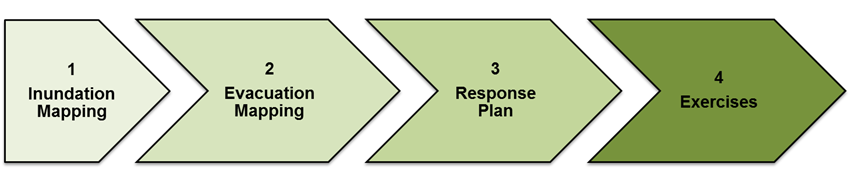 1
Inundation
Mapping
2
Evacuation
Mapping
3
Response
Plan
4
Exercises